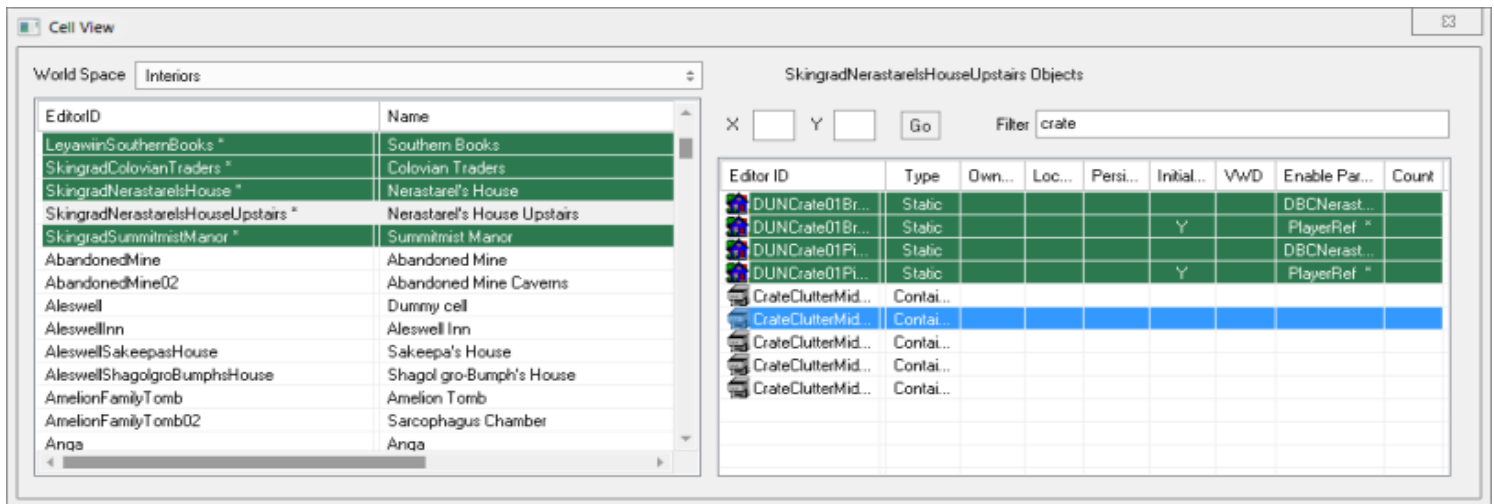 Cell View
World Space Interiors
SkingradNerastarelsHouseUpstairs Objects
X Y Go Filter crate
EditorID Name
LeyawiinSouthernBooks * Southern Books
SkingradColovianTraders * Colovian Traders
SkingradNerastarelsHouse * Nerastarel's House
SkingradNerastarelsHouseUpstairs * Nerastarel's House Upstairs
SkingradSummitmistManor * Summitmist Manor
AbandonedMine Abandoned Mine
AbandonedMine02 Abandoned Mine Caverns
Aleswell Dummy cell
AleswellInn Aleswell Inn
AleswellSakeepasHouse Sakeepa's House
AleswellShagolgroBumphsHouse Shagol gro-Bumph's House
AmelionFamilyTomb Amelion Tomb
AmelionFamilyTomb02 Sarcophagus Chamber
Anga Anga
Editor ID Type Own... Loc... Persi... Initial... VWD Enable Par... Count
DUNCrate01Br... Static DBCNerast...
DUNCrate01Br... Static Y PlayerRef *
DUNCrate01Pi... Static DBCNerast...
DUNCrate01Pi... Static Y PlayerRef *
CrateClutterMid... Contai...
CrateClutterMid... Contai...
CrateClutterMid... Contai...
CrateClutterMid... Contai...
CrateClutterMid... Contai...